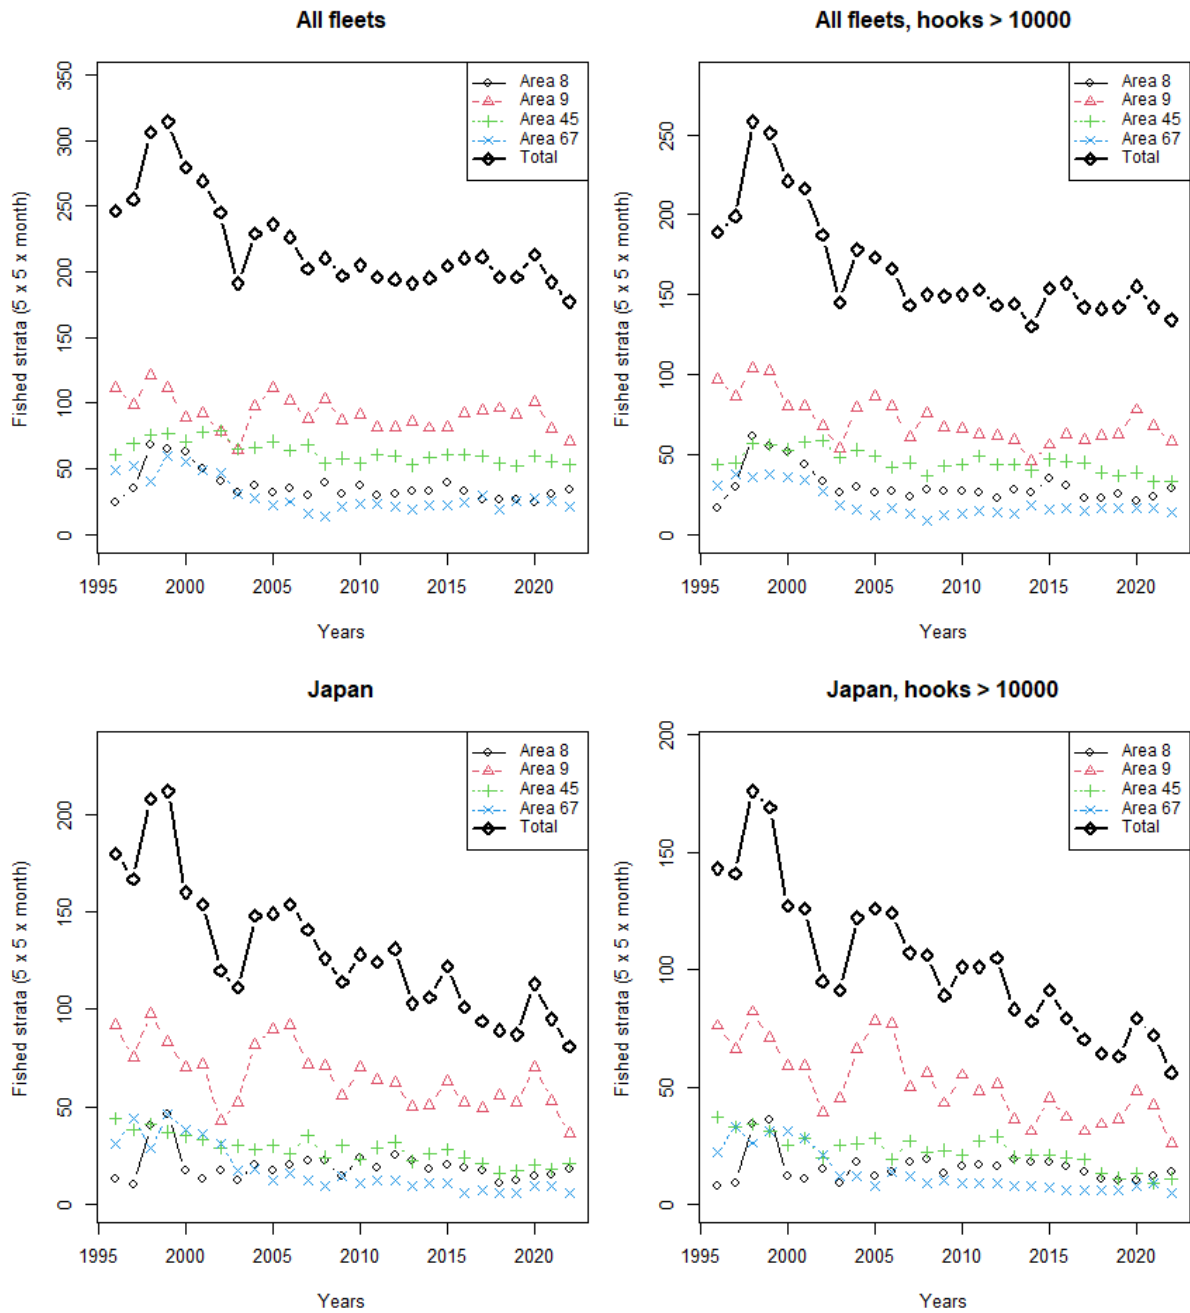 All fleets
Fished strata (5 x 5 x month)
350
300
250
200
150
100
50
0
Area 8
Area 9
Area 45
Area 67
Total
1995 2000 2005 2010 2015 2020
Years
All fleets, hooks > 10000
Fished strata (5 x 5 x month)
250
200
150
100
50
0
Area 8
Area 9
Area 45
Area 67
Total
1995 2000 2005 2010 2015 2020
Years
Japan
Fished strata (5 x 5 x month)
200
150
100
50
0
Area 8
Area 9
Area 45
Area 67
Total
1995 2000 2005 2010 2015 2020
Years
Japan, hooks > 10000
Fished strata (5 x 5 x month)
200
150
100
50
0
Area 8
Area 9
Area 45
Area 67
Total
1995 2000 2005 2010 2015 2020
Years